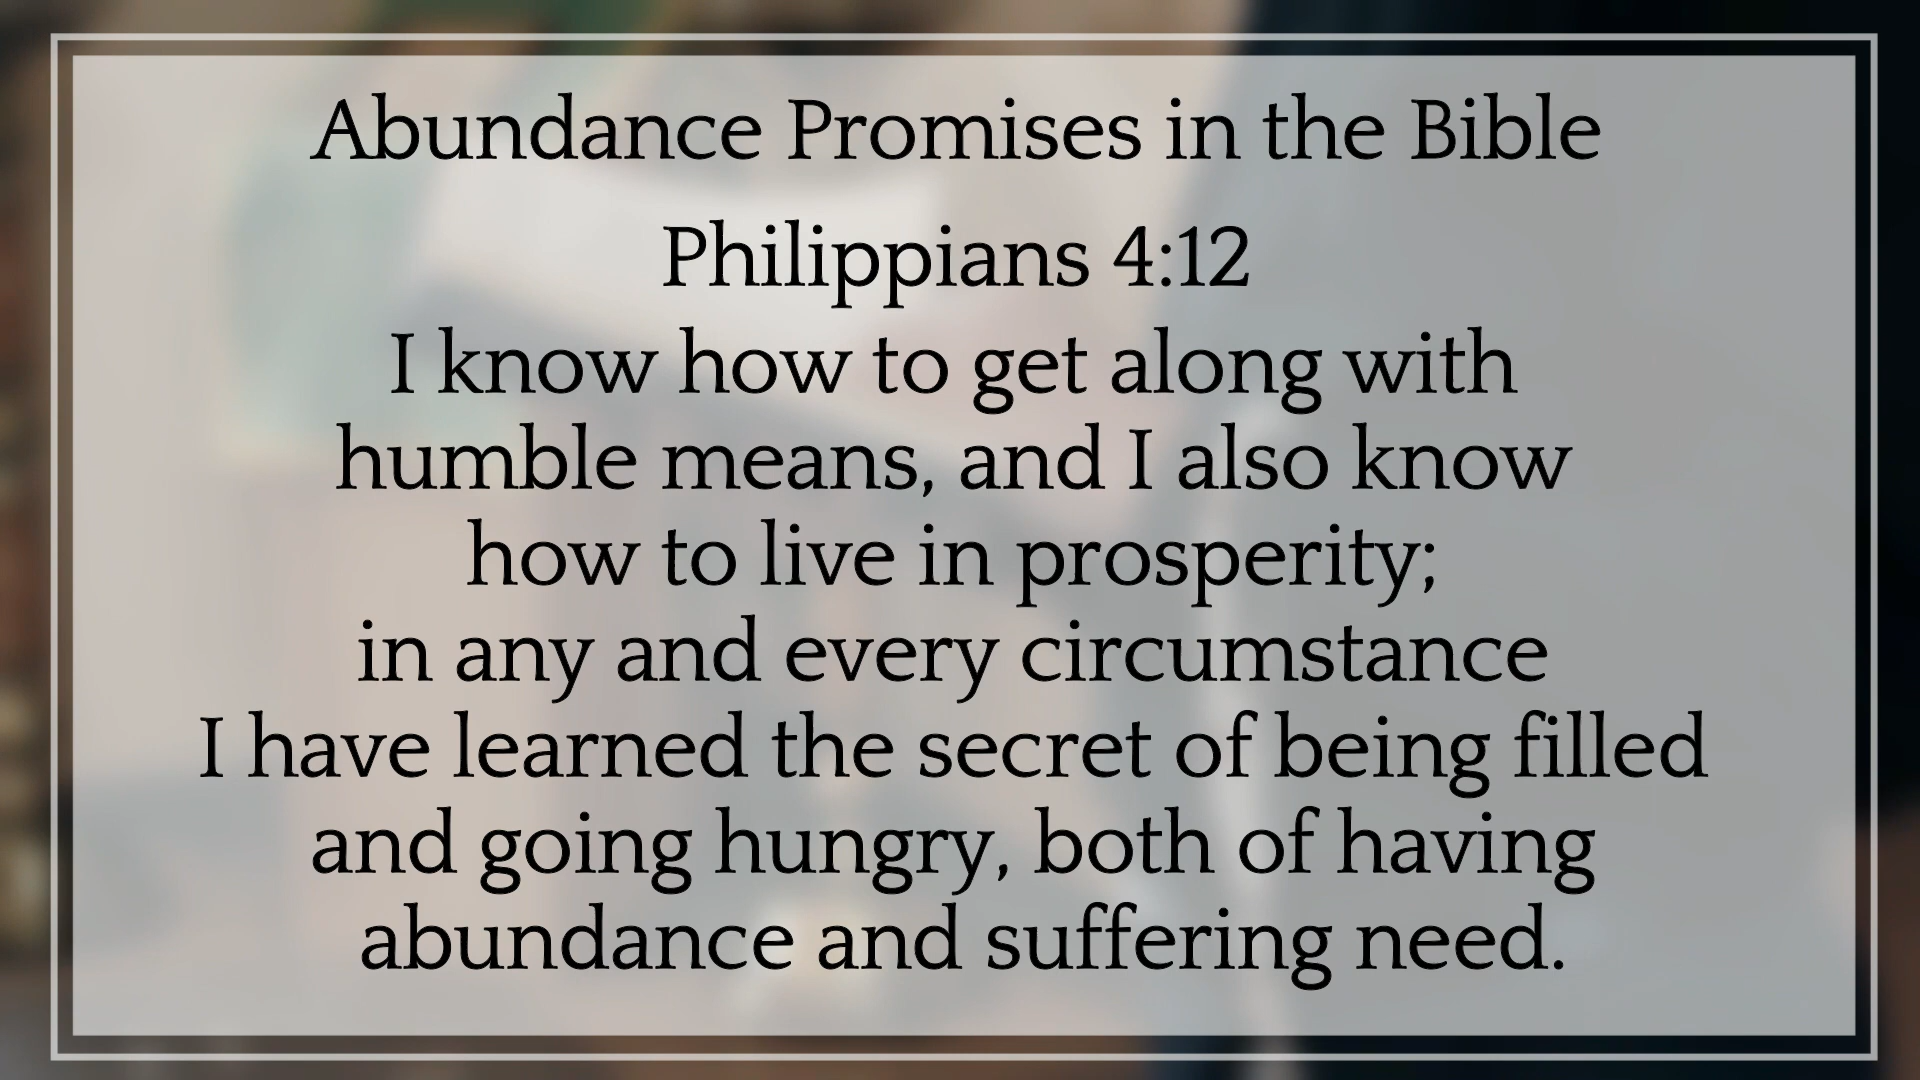 Abundance Promises in the Bible
Philippians 4:12
I know how to get along with
humble means, and I also know
how to live in prosperity;
in any and every circumstance
I have learned the secret of being filled
and going hungry, both of having
abundance and suffering need.